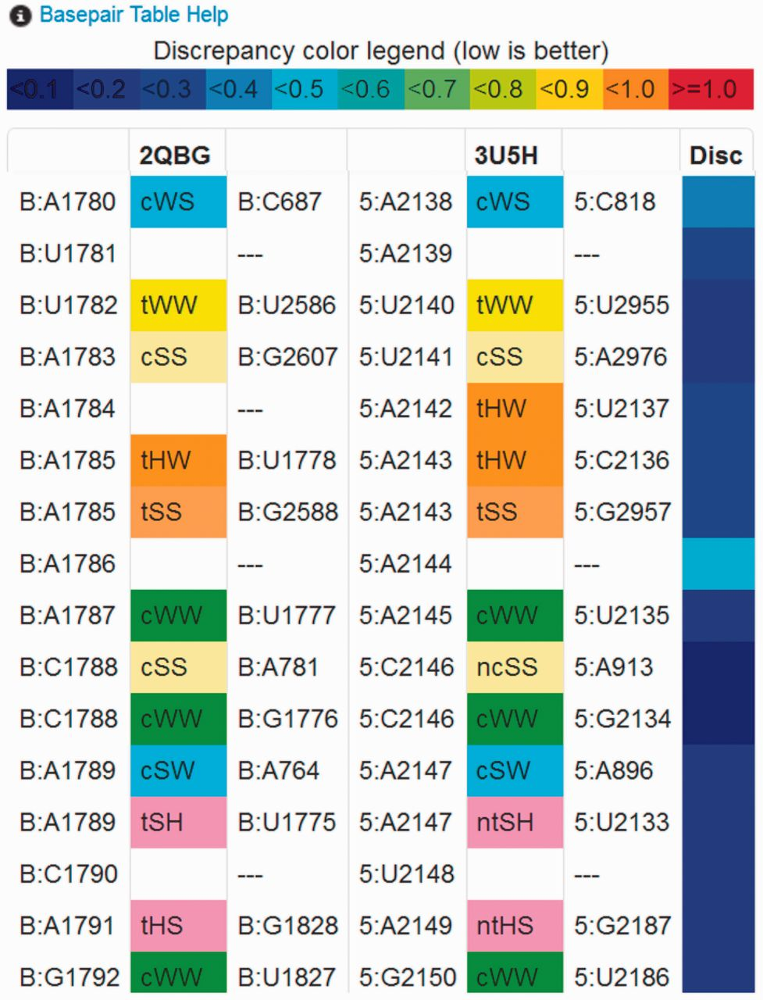 Basepair Table Help
Discrepancy color legend (low is better)
<0.1 <0.2 <0.3 <0.4 <0.5 <0.6 <0.7 <0.8 <0.9 <1.0 >=1.0
2QBG 3U5H Disc
B:A1780 cWS B:C687 5:A2138 cWS 5:C818
B:U1781 --- 5:A2139 ---
B:U1782 tWW B:U2586 5:U2140 tWW 5:U2955
B:A1783 cSS B:G2607 5:U2141 cSS 5:A2976
B:A1784 --- 5:A2142 tHW 5:U2137
B:A1785 tHW B:U1778 5:A2143 tHW 5:C2136
B:A1785 tSS B:G2588 5:A2143 tSS 5:G2957
B:A1786 --- 5:A2144 ---
B:A1787 cWW B:U1777 5:A2145 cWW 5:U2135
B:C1788 cSS B:A781 5:C2146 ncSS 5:A913
B:C1788 cWW B:G1776 5:C2146 cWW 5:G2134
B:A1789 cSW B:A764 5:A2147 cSW 5:A896
B:A1789 tSH B:U1775 5:A2147 ntSH 5:U2133
B:C1790 --- 5:U2148 ---
B:A1791 tHS B:G1828 5:A2149 ntHS 5:G2187
B:G1792 cWW B:U1827 5:G2150 cWW 5:U2186